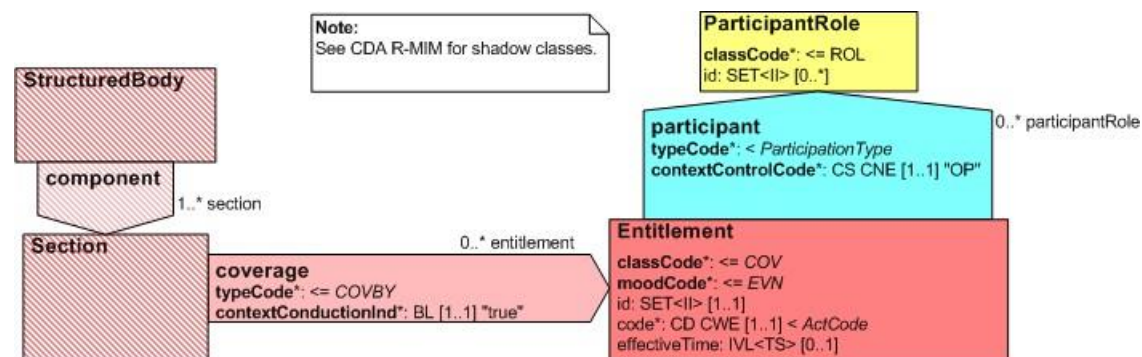 Note:
See CDA R-MIM for shadow classes.
ParticipantRole
classCode*: <= ROL
id: SET<II> [0..*]
StructuredBody
component
1..* section
participant
typeCode*: < ParticipationType
contextControlCode*: CS CNE [1..1] "OP"
0..* participantRole
Section
0..* entitlement
coverage
typeCode*: <= COVBY
contextConductionInd*: BL [1..1] "true"
Entitlement
classCode*: <= COV
moodCode*: <= EVN
id: SET<II> [1..1]
code*: CD CWE [1..1] < ActCode
effectiveTime: IVL<TS> [0..1]